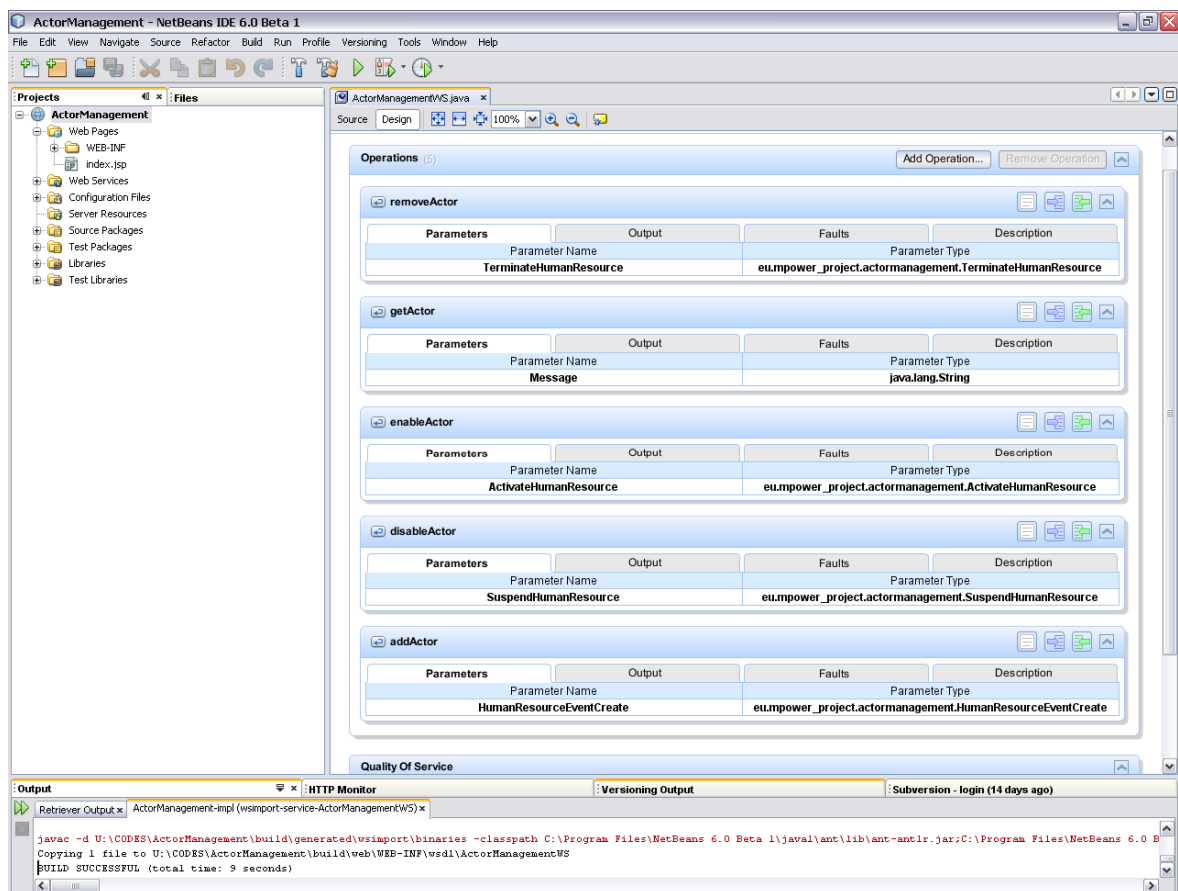 ActorManagement - NetBeans IDE 6.0 Beta 1
File Edit View Navigate Source Refactor Build Run Profile Versioning Tools Window Help
Projects Files
ActorManagement
Web Pages
WEB-INF
index.jsp
Web Services
Configuration Files
Server Resources
Source Packages
Test Packages
Libraries
Test Libraries
ActorManagementWS.java
Source Design 100%
Operations (5) Add Operation... Remove Operation
removeActor
Parameters Output Faults Description
Parameter Name Parameter Type
TerminateHumanResource eu.mpower_project.actormanagement.TerminateHumanResource
getActor
Parameters Output Faults Description
Parameter Name Parameter Type
Message java.lang.String
enableActor
Parameters Output Faults Description
Parameter Name Parameter Type
ActivateHumanResource eu.mpower_project.actormanagement.ActivateHumanResource
disableActor
Parameters Output Faults Description
Parameter Name Parameter Type
SuspendHumanResource eu.mpower_project.actormanagement.SuspendHumanResource
addActor
Parameters Output Faults Description
Parameter Name Parameter Type
HumanResourceEventCreate eu.mpower_project.actormanagement.HumanResourceEventCreate
Quality Of Service
Output HTTP Monitor Versioning Output Subversion - login (14 days ago)
Retriever Output ActorManagement-impl (wsimport-service-ActorManagementWS)
javac -d U:\CODES\ActorManagement\build\generated\wsimport\binaries -classpath C:\Program Files\NetBeans 6.0 Beta 1\java1\ant\lib\ant-antlr.jar;C:\Program Files\NetBeans 6.0 B
Copying 1 file to U:\CODES\ActorManagement\build\web\WEB-INF\wsdl\ActorManagementWS
BUILD SUCCESSFUL (total time: 9 seconds)